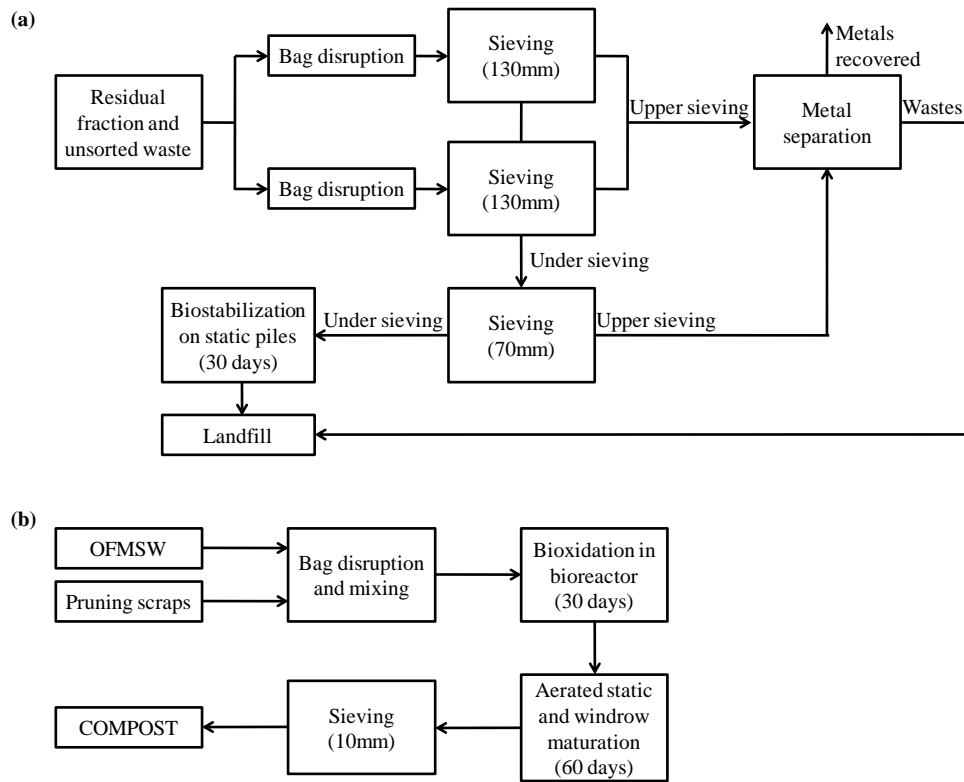 (a)
Residual
fraction and
unsorted waste
Bag disruption
Sieving
(130mm)
Bag disruption
Sieving
(130mm)
Upper sieving
Metals
recovered
Metal
separation
Wastes
Under sieving
Sieving
(70mm)
Upper sieving
Under sieving
Biostabilization
on static piles
(30 days)
Landfill
(b)
OFMSW
Pruning scraps
Bag disruption
and mixing
Bioxidation in
bioreactor
(30 days)
Aerated static
and windrow
maturation
(60 days)
Sieving
(10mm)
COMPOST